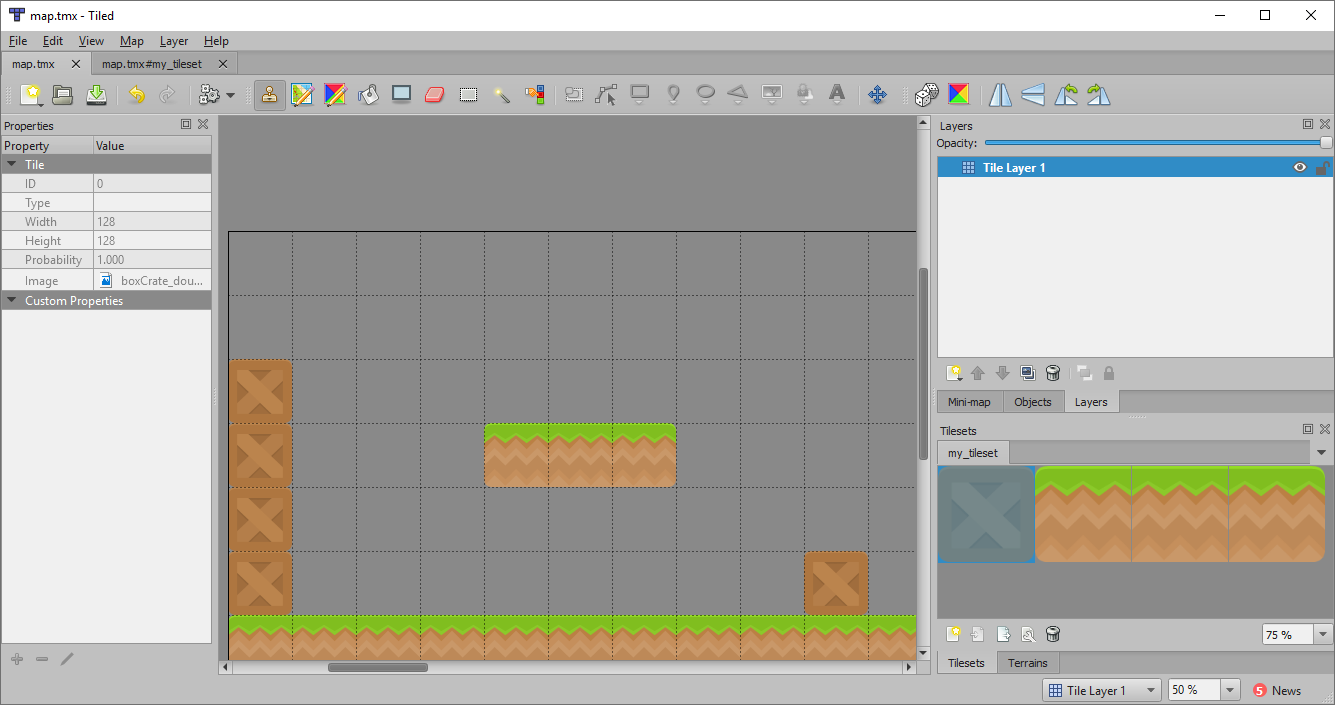 map.tmx - Tiled
File Edit View Map Layer Help
map.tmx map.tmx#my_tileset
Properties
Property Value
Tile
ID 0
Type
Width 128
Height 128
Probability 1.000
Image boxCrate_dou...
Custom Properties
Layers
Opacity:
Tile Layer 1
Mini-map Objects Layers
Tilesets
my_tileset
75 %
Tilesets Terrains
Tile Layer 1 50 % 5 News